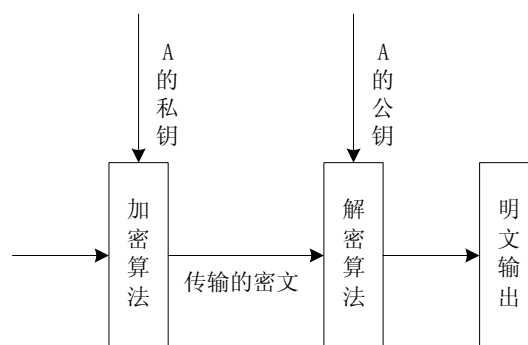 A的私钥
A的公钥
加密算法
传输的密文
解密算法
明文输出